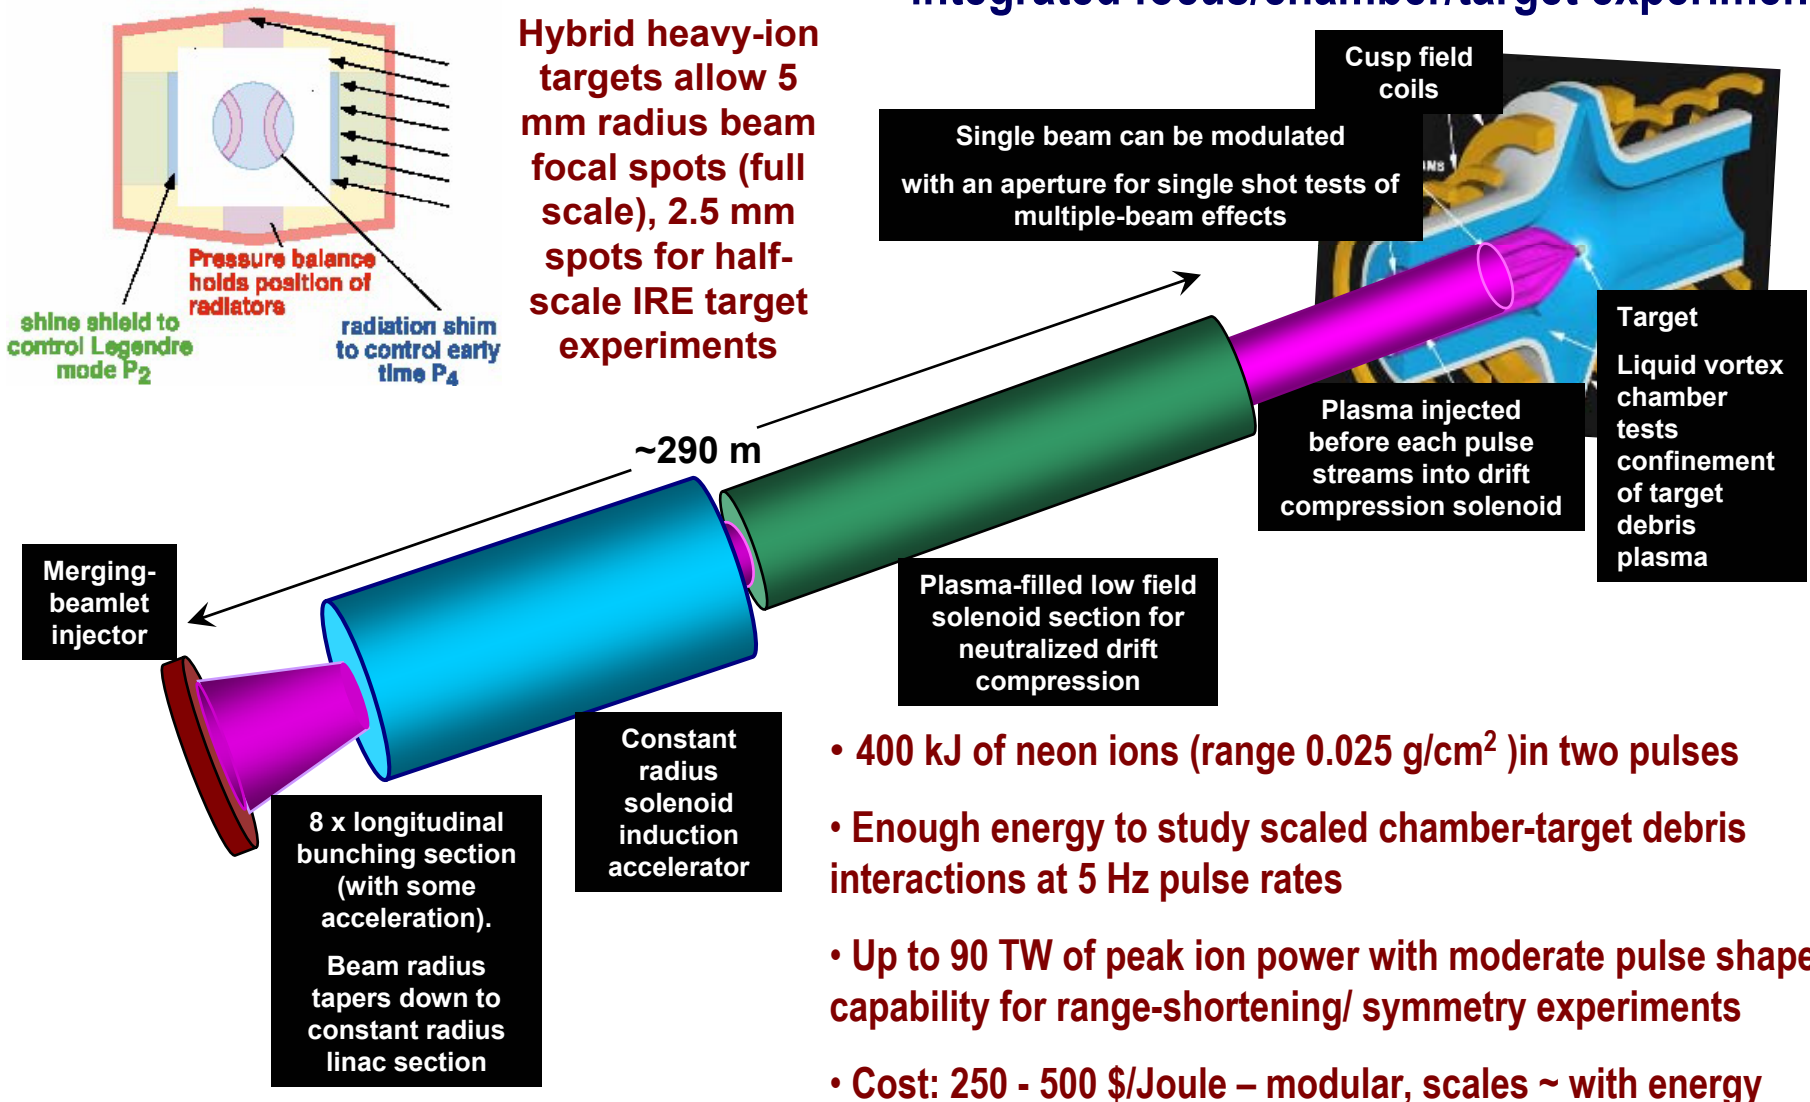 integrated focus/chamber/target experimen
Hybrid heavy-ion
targets allow 5
mm radius beam
focal spots (full
scale), 2.5 mm
spots for half-
scale IRE target
experiments
Pressure balance
holds position of
radiators
shine shield to
control Legendre
mode P2
radiation shim
to control early
time P4
Cusp field
coils
Single beam can be modulated
with an aperture for single shot tests of
multiple-beam effects
NS
Target
Liquid vortex
chamber
tests
confinement
of target
debris
plasma
Plasma injected
before each pulse
streams into drift
compression solenoid
~290 m
Merging-
beamlet
injector
Plasma-filled low field
solenoid section for
neutralized drift
compression
Constant
radius
solenoid
induction
accelerator
8 x longitudinal
bunching section
(with some
acceleration).
Beam radius
tapers down to
constant radius
linac section
• 400 kJ of neon ions (range 0.025 g/cm2 )in two pulses
• Enough energy to study scaled chamber-target debris
interactions at 5 Hz pulse rates
• Up to 90 TW of peak ion power with moderate pulse shape
capability for range-shortening/ symmetry experiments
• Cost: 250 - 500 $/Joule – modular, scales ~ with energy